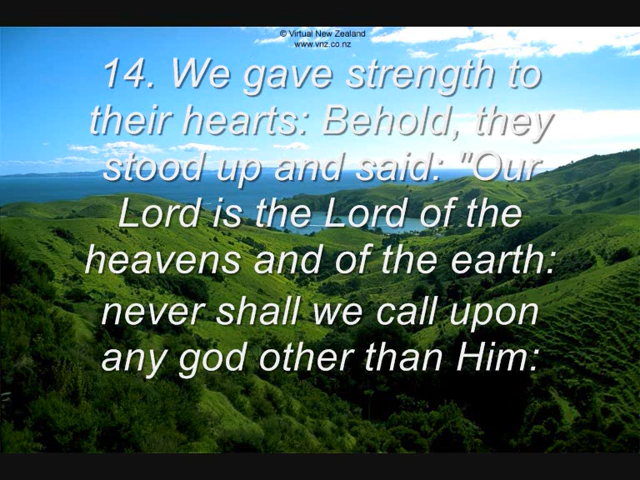 © Virtual New Zealand
www.vnz.co.nz
14. We gave strength to
their hearts: Behold, they
stood up and said: "Our
Lord is the Lord of the
heavens and of the earth:
never shall we call upon
any god other than Him: